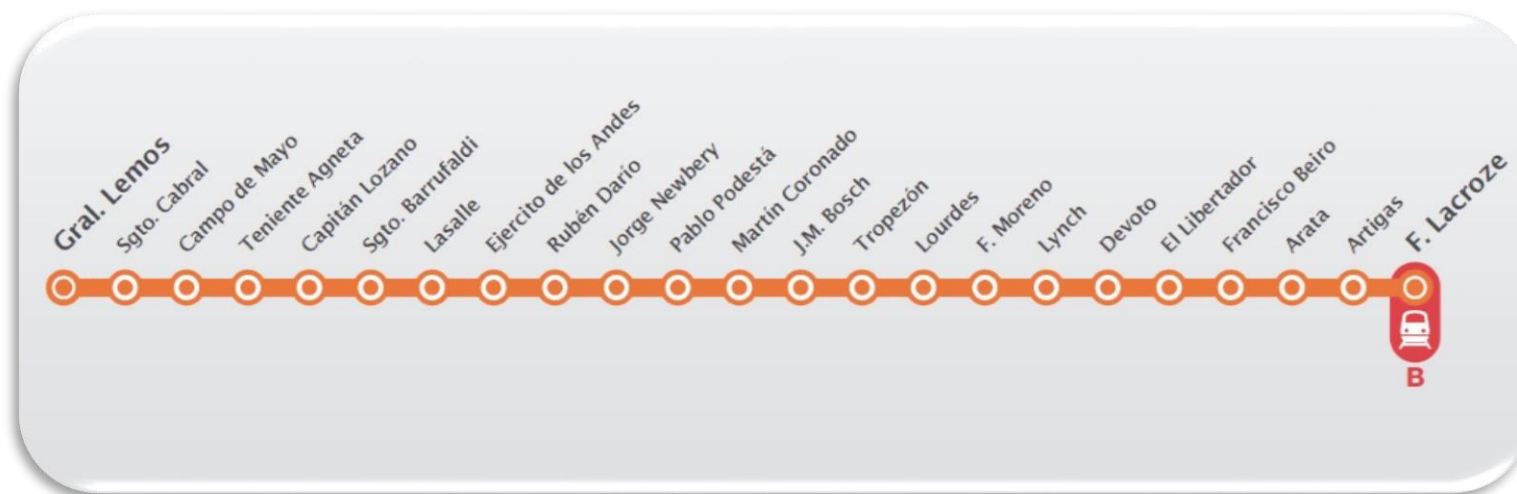 Gral. Lemos
Sgto. Cabral
Campo de Mayo
Teniente Agneta
Capitán Lozano
Sgto. Barrufaldi
Lasalle
Ejercito de los Andes
Rubén Darío
Jorge Newbery
Pablo Podestá
Martín Coronado
J.M. Bosch
Tropezón
Lourdes
F. Moreno
Lynch
Devoto
El Libertador
Francisco Beiro
Arata
Artigas
F. Lacroze
B